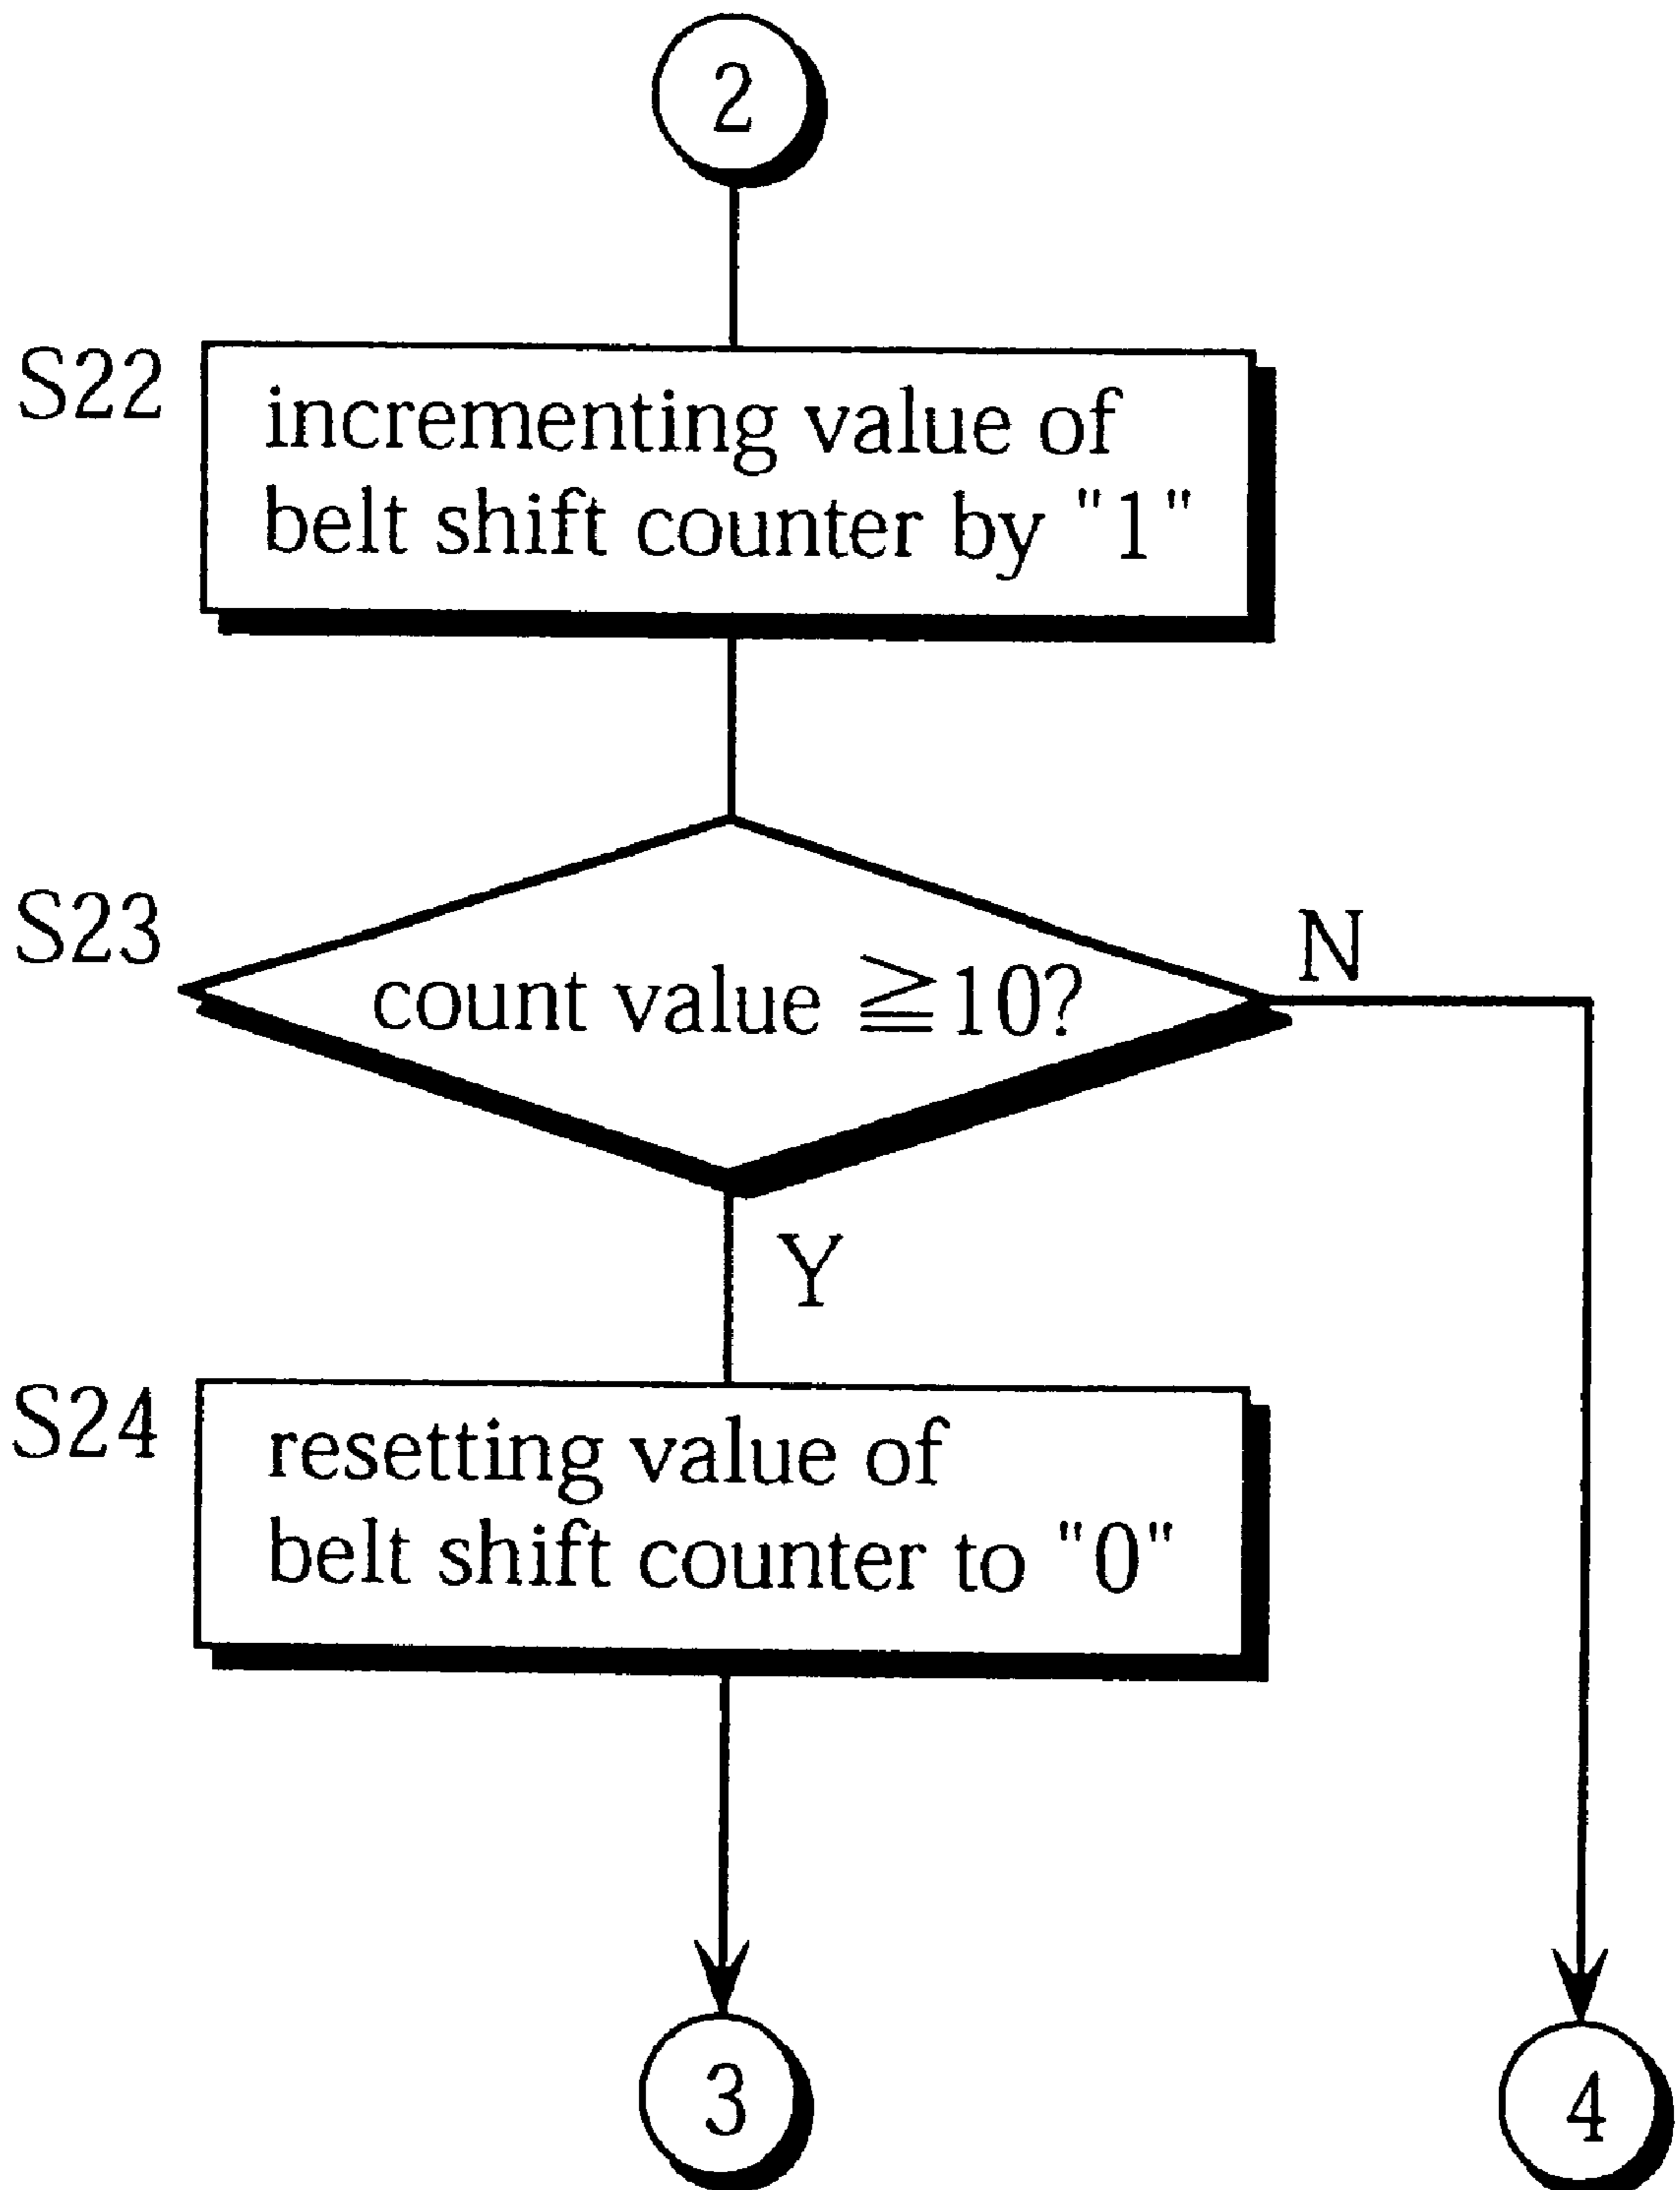 2
S22
incrementing value of
belt shift counter by "1"
S23
count value ≧10?
N
Y
S24
resetting value of
belt shift counter to "0"
3
4